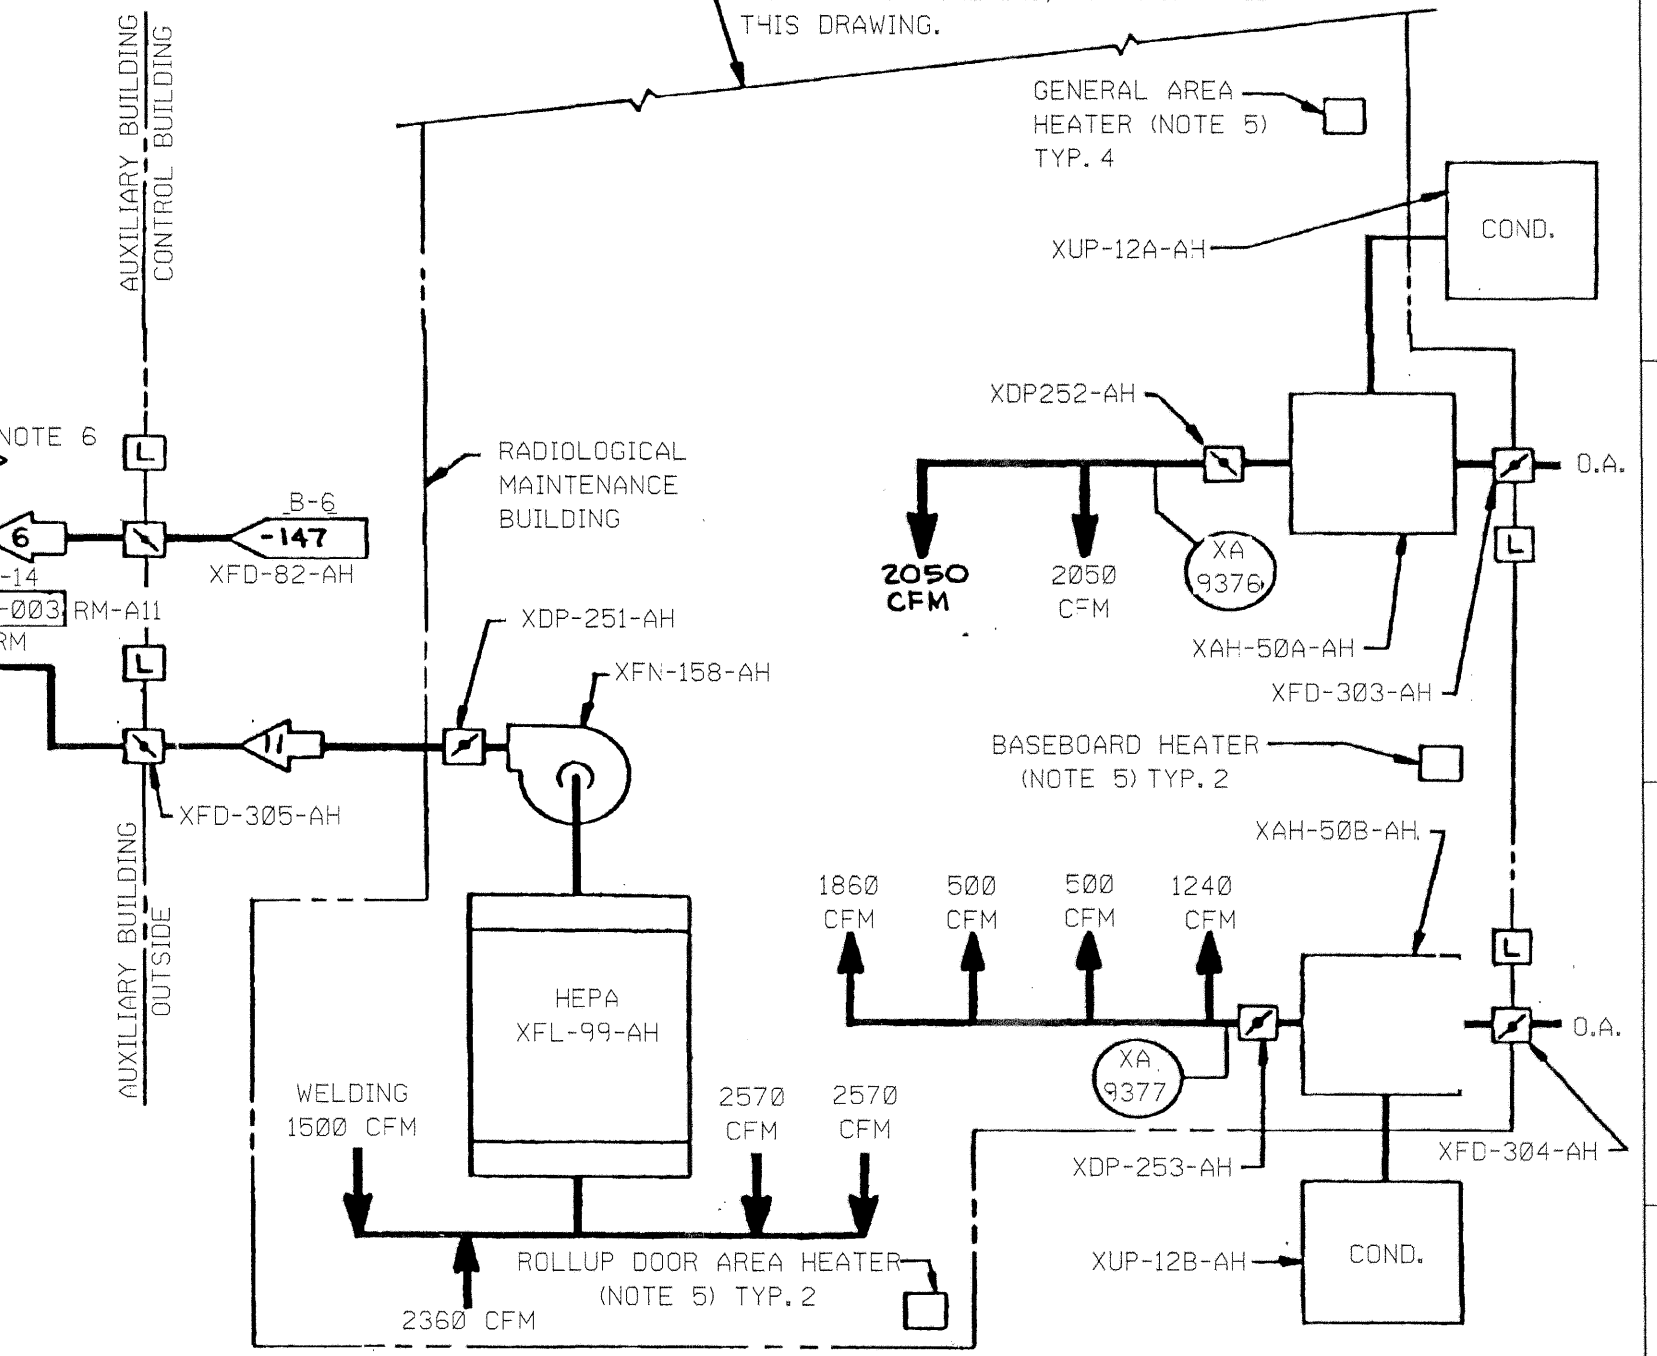 THIS DRAWING.
AUXILIARY BUILDING
CONTROL BUILDING
GENERAL AREA
HEATER (NOTE 5)
TYP. 4
COND.
XUP-12A-AH
XDP252-AH
O.A.
NOTE 6
L
RADIOLOGICAL
MAINTENANCE
BUILDING
B-6
-147
6
XFD-82-AH
-14
-003 RM-A11
RM
L
2050
CFM
2050
CFM
XA
9376
L
XAH-50A-AH
XFD-303-AH
XDP-251-AH
XFN-158-AH
11
XFD-305-AH
BASEBOARD HEATER
(NOTE 5) TYP. 2
XAH-50B-AH
AUXILIARY BUILDING
OUTSIDE
1860
CFM
500
CFM
500
CFM
1240
CFM
L
HEPA
XFL-99-AH
O.A.
XA
9377
WELDING
1500 CFM
2570
CFM
2570
CFM
XDP-253-AH
XFD-304-AH
ROLLUP DOOR AREA HEATER
(NOTE 5) TYP. 2
2360 CFM
XUP-12B-AH
COND.